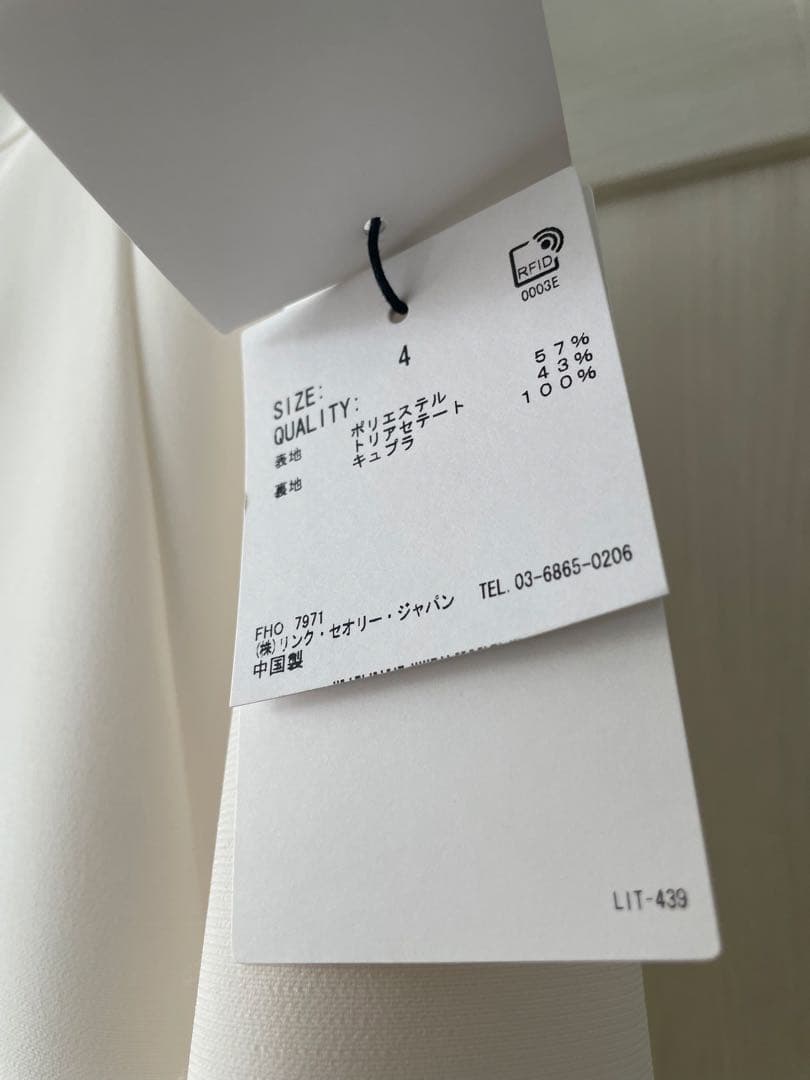 RFID
0003E
SIZE: 4
QUALITY:
表地 ポリエステル 57%
トリアセテート 43%
裏地 キュプラ 100%
FHO 7971
(株)リンク・セオリー・ジャパン TEL.03-6865-0206
中国製
LIT-439